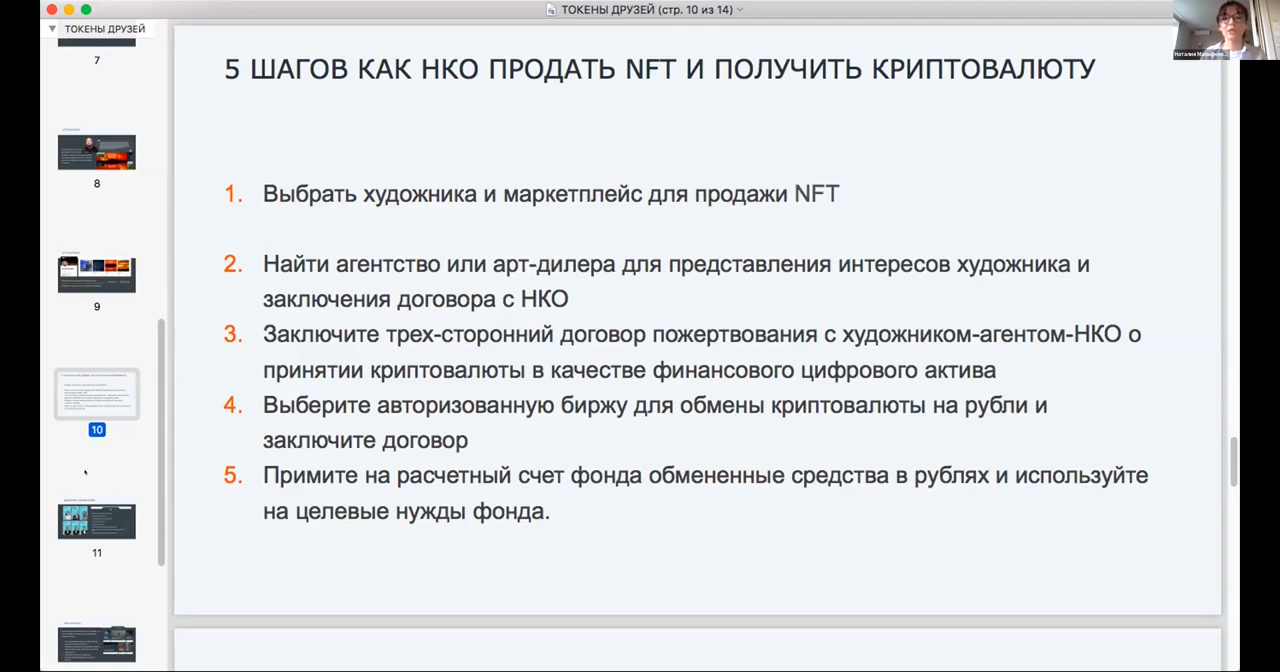 ТОКЕНЫ ДРУЗЕЙ (стр. 10 из 14)
ТОКЕНЫ ДРУЗЕЙ
7
8
9
10
11
5 ШАГОВ КАК НКО ПРОДАТЬ NFT И ПОЛУЧИТЬ КРИПТОВАЛЮТУ
1. Выбрать художника и маркетплейс для продажи NFT
2. Найти агентство или арт-дилера для представления интересов художника и
заключения договора с НКО
3. Заключите трех-сторонний договор пожертвования с художником-агентом-НКО о
принятии криптовалюты в качестве финансового цифрового актива
4. Выберите авторизованную биржу для обмены криптовалюты на рубли и
заключите договор
5. Примите на расчетный счет фонда обмененные средства в рублях и используйте
на целевые нужды фонда.
Наталия